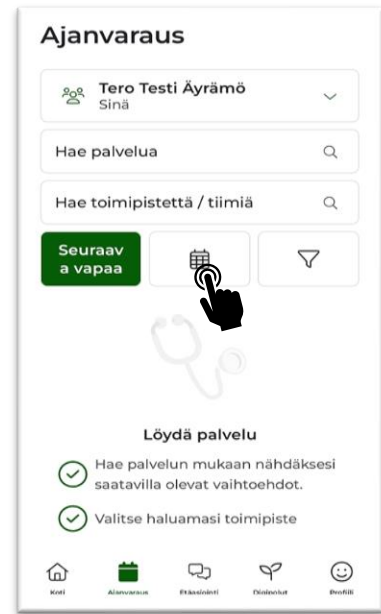 Ajanvaraus
Tero Testi Äyrämö
Sinä
Hae palvelua
Hae toimipistettä / tiimiä
Seuraav
a vapaa
Löydä palvelu
Hae palvelun mukaan nähdäksesi
saatavilla olevat vaihtoehdot.
Valitse haluamasi toimipiste
Koti Ajanvaraus Etäasiointi Digipolut Profiili